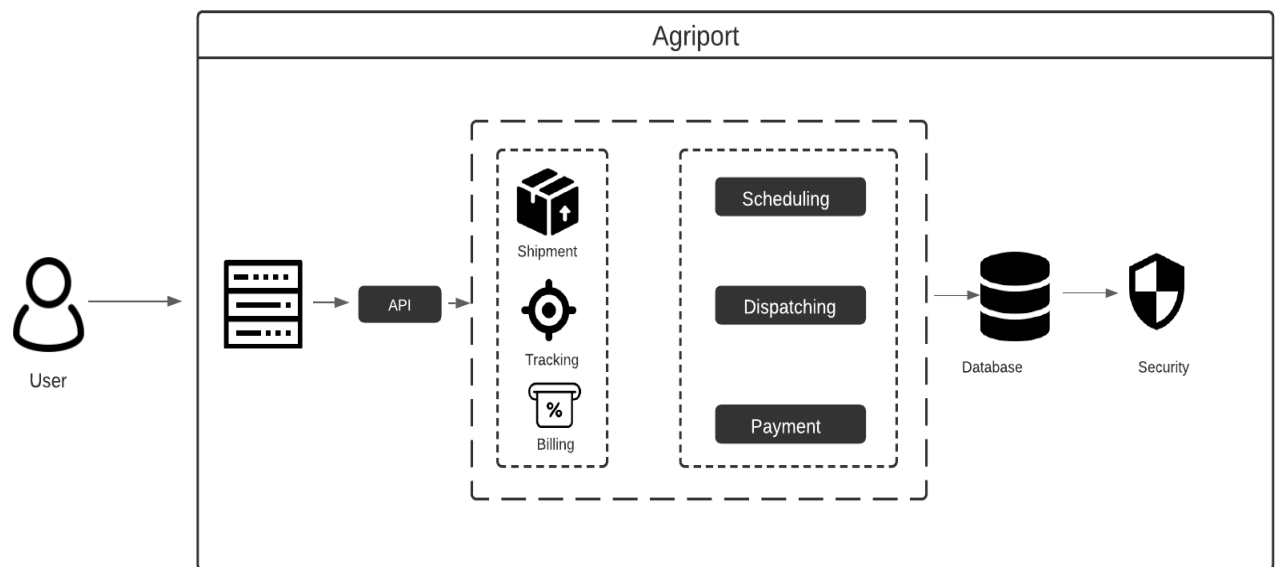 Agriport
Shipment
Scheduling
User
API
Tracking
Dispatching
Database
Security
%
Billing
Payment